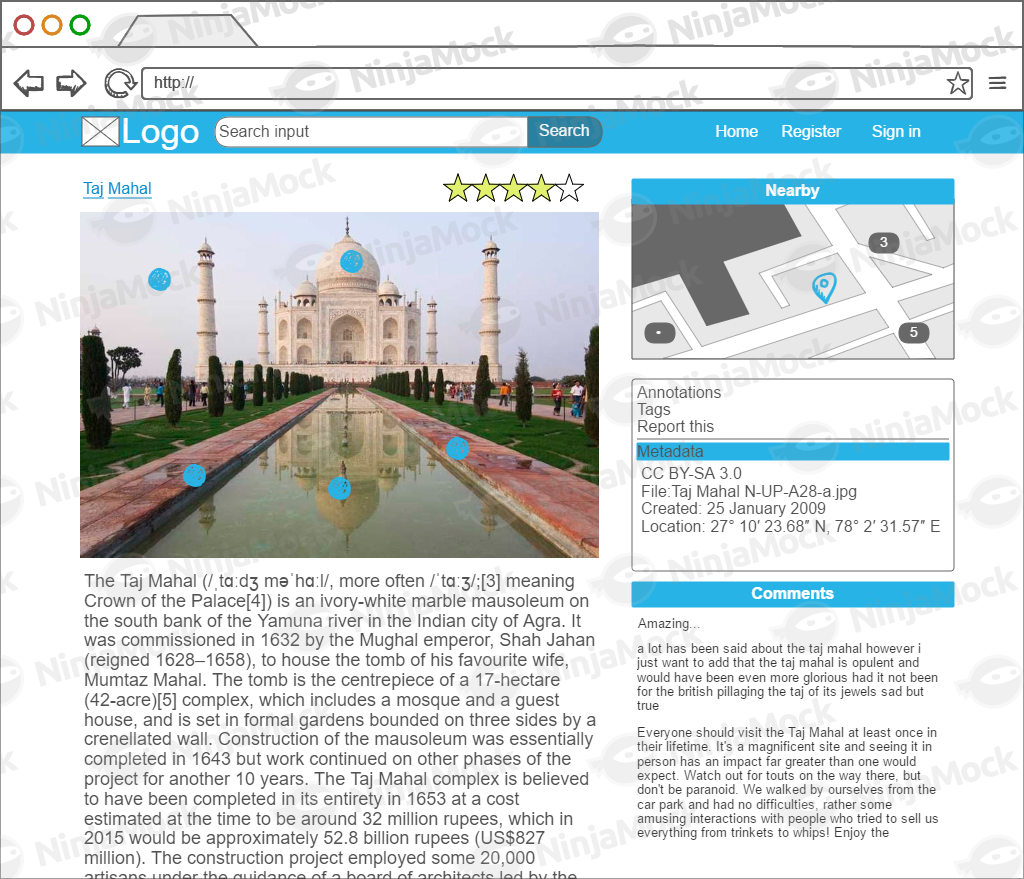 http://
Logo
Search input
Search
Home
Register
Sign in
Taj Mahal
The Taj Mahal (/ˌtɑːdʒ məˈhɑːl/, more often /ˈtɑːʒ/;[3] meaning
Crown of the Palace[4]) is an ivory-white marble mausoleum on
the south bank of the Yamuna river in the Indian city of Agra. It
was commissioned in 1632 by the Mughal emperor, Shah Jahan
(reigned 1628–1658), to house the tomb of his favourite wife,
Mumtaz Mahal. The tomb is the centrepiece of a 17-hectare
(42-acre)[5] complex, which includes a mosque and a guest
house, and is set in formal gardens bounded on three sides by a
crenellated wall. Construction of the mausoleum was essentially
completed in 1643 but work continued on other phases of the
project for another 10 years. The Taj Mahal complex is believed
to have been completed in its entirety in 1653 at a cost
estimated at the time to be around 32 million rupees, which in
2015 would be approximately 52.8 billion rupees (US$827
million). The construction project employed some 20,000
artisans under the guidance of a board of architects led by the
Nearby
3
5
Annotations
Tags
Report this
Metadata
CC BY-SA 3.0
File:Taj Mahal N-UP-A28-a.jpg
Created: 25 January 2009
Location: 27° 10′ 23.68″ N, 78° 2′ 31.57″ E
Comments
Amazing...
a lot has been said about the taj mahal however i
just want to add that the taj mahal is opulent and
would have been even more glorious had it not been
for the british pillaging the taj of its jewels sad but
true
Everyone should visit the Taj Mahal at least once in
their lifetime. It's a magnificent site and seeing it in
person has an impact far greater than one would
expect. Watch out for touts on the way there, but
don't be paranoid. We walked by ourselves from the
car park and had no difficulties, rather some
amusing interactions with people who tried to sell us
everything from trinkets to whips! Enjoy the
NinjaMock